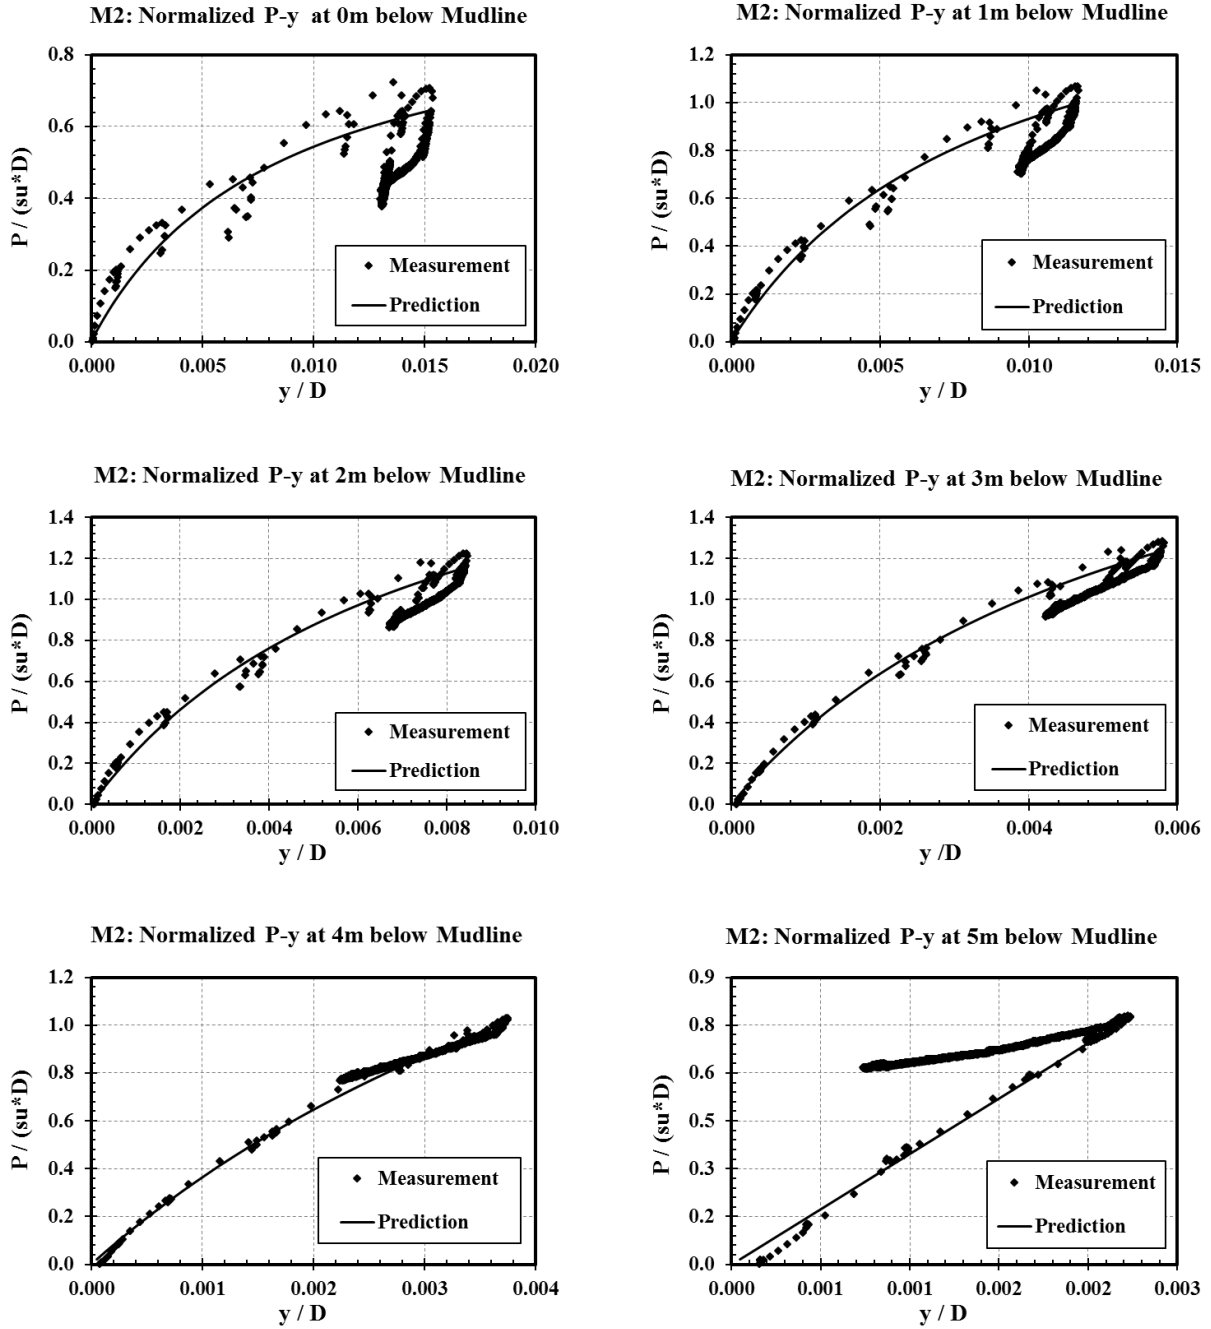 M2: Normalized P-y at 0m below Mudline
0.8
0.6
0.4
0.2
0.0
P / (su*D)
Measurement
Prediction
0.000 0.005 0.010 0.015 0.020
y / D
M2: Normalized P-y at 1m below Mudline
1.2
1.0
0.8
0.6
0.4
0.2
0.0
P / (su*D)
Measurement
Prediction
0.000 0.005 0.010 0.015
y / D
M2: Normalized P-y at 2m below Mudline
1.4
1.2
1.0
0.8
0.6
0.4
0.2
0.0
P / (su*D)
Measurement
Prediction
0.000 0.002 0.004 0.006 0.008 0.010
y / D
M2: Normalized P-y at 3m below Mudline
1.4
1.2
1.0
0.8
0.6
0.4
0.2
0.0
P / (su*D)
Measurement
Prediction
0.000 0.002 0.004 0.006
y /D
M2: Normalized P-y at 4m below Mudline
1.2
1.0
0.8
0.6
0.4
0.2
0.0
P / (su*D)
Measurement
Prediction
0.000 0.001 0.002 0.003 0.004
y / D
M2: Normalized P-y at 5m below Mudline
0.9
0.8
0.6
0.5
0.3
0.2
0.0
P / (su*D)
Measurement
Prediction
0.000 0.001 0.001 0.002 0.002 0.003
y / D